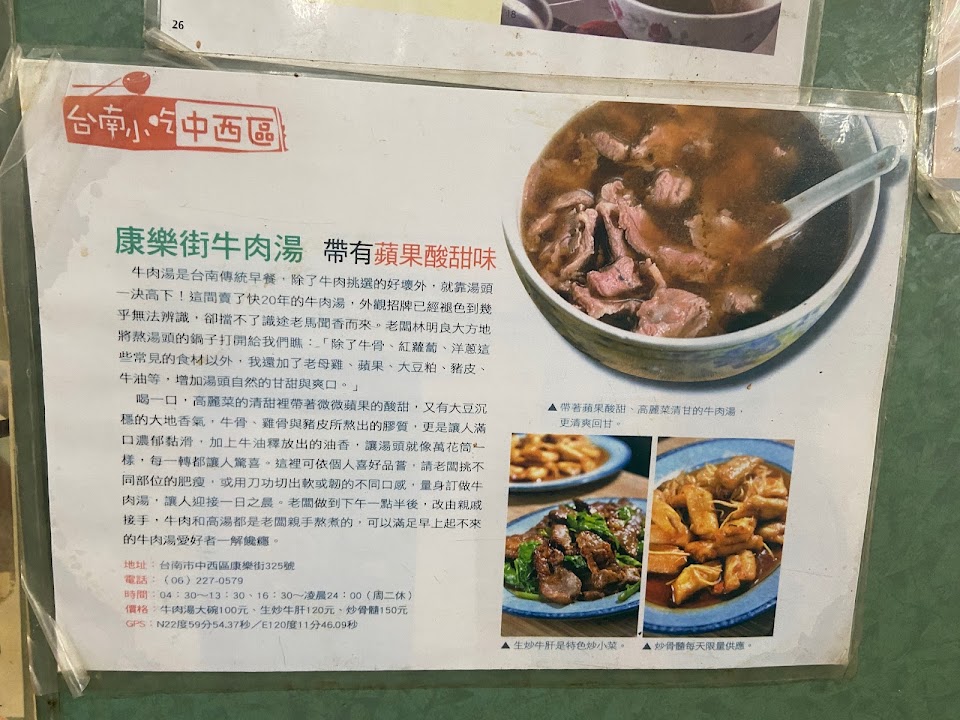 26
18
台南小吃 中西區
康樂街牛肉湯 帶有蘋果酸甜味
牛肉湯是台南傳統早餐，除了牛肉挑選的好壞外，就靠湯頭
一決高下！這間賣了快20年的牛肉湯，外觀招牌已經褪色到幾
乎無法辨識，卻擋不了識途老馬聞香而來。老闆林明良大方地
將熬湯頭的鍋子打開給我們瞧：「除了牛骨、紅蘿蔔、洋蔥這
些常見的食材以外，我還加了老母雞、蘋果、大豆粕、豬皮、
牛油等，增加湯頭自然的甘甜與爽口。」
喝一口，高麗菜的清甜裡帶著微微蘋果的酸甜，又有大豆沉
穩的大地香氣，牛骨、雞骨與豬皮所熬出的膠質，更是讓人滿
口濃郁黏滑，加上牛油釋放出的油香，讓湯頭就像萬花筒一
樣，每一轉都讓人驚喜。這裡可依個人喜好品嘗，請老闆挑不
同部位的肥瘦，或用刀功切出軟或韌的不同口感，量身訂做牛
肉湯，讓人迎接一日之晨。老闆做到下午一點半後，改由親戚
接手，牛肉和高湯都是老闆親手熬煮的，可以滿足早上起不來
的牛肉湯愛好者一解饞癮。
地址：台南市中西區康樂街325號
電話：（06）227-0579
時間：04：30～13：30、16：30～凌晨24：00（周二休）
價格：牛肉湯大碗100元、生炒牛肝120元、炒骨髓150元
GPS：N22度59分54.37秒／E120度11分46.09秒
▲帶著蘋果酸甜、高麗菜清甘的牛肉湯，
更清爽回甘。
▲生炒牛肝是特色炒小菜。
▲炒骨髓每天限量供應。